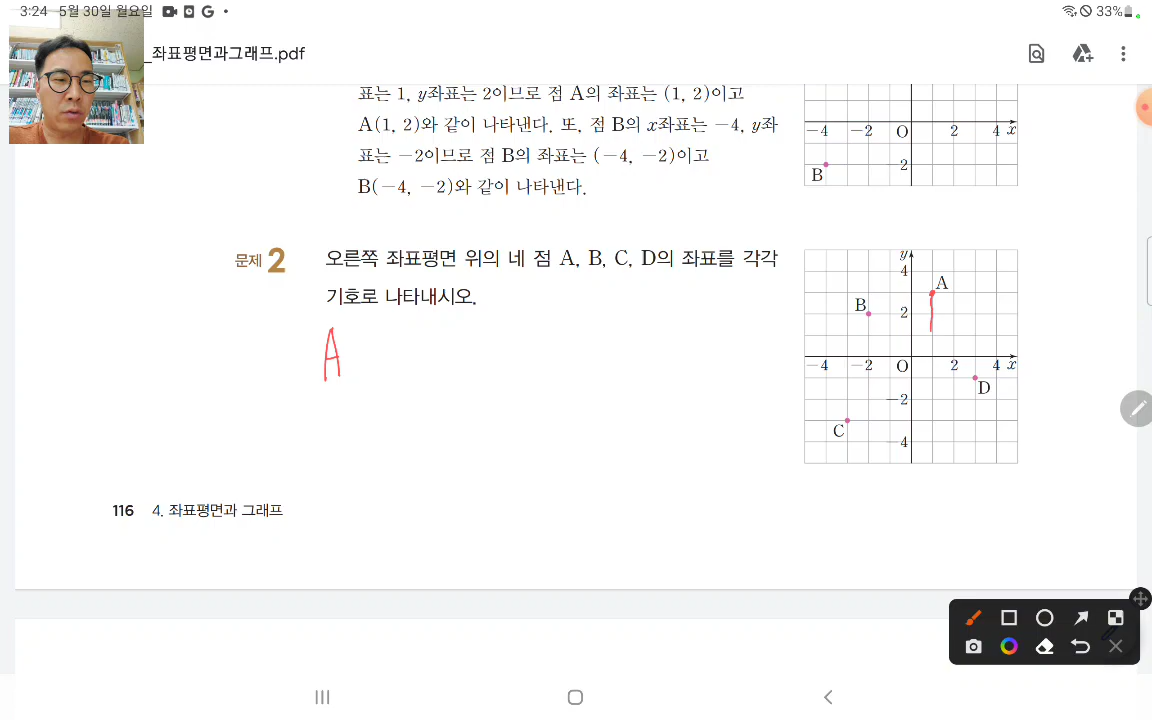 3:24 5월 30일 월요일 G •
33%
_좌표평면과그래프.pdf
표는 1, y좌표는 2이므로 점 A의 좌표는 (1, 2)이고
A(1, 2)와 같이 나타낸다. 또, 점 B의 x좌표는 −4, y좌
표는 −2이므로 점 B의 좌표는 (−4, −2)이고
B(−4, −2)와 같이 나타낸다.
−4 −2 O 2 4 x
2
B
문제 2 오른쪽 좌표평면 위의 네 점 A, B, C, D의 좌표를 각각
기호로 나타내시오.
A
y
4
A
B
2
−4 −2 O 2 4 x
D
−2
C
−4
116 4. 좌표평면과 그래프